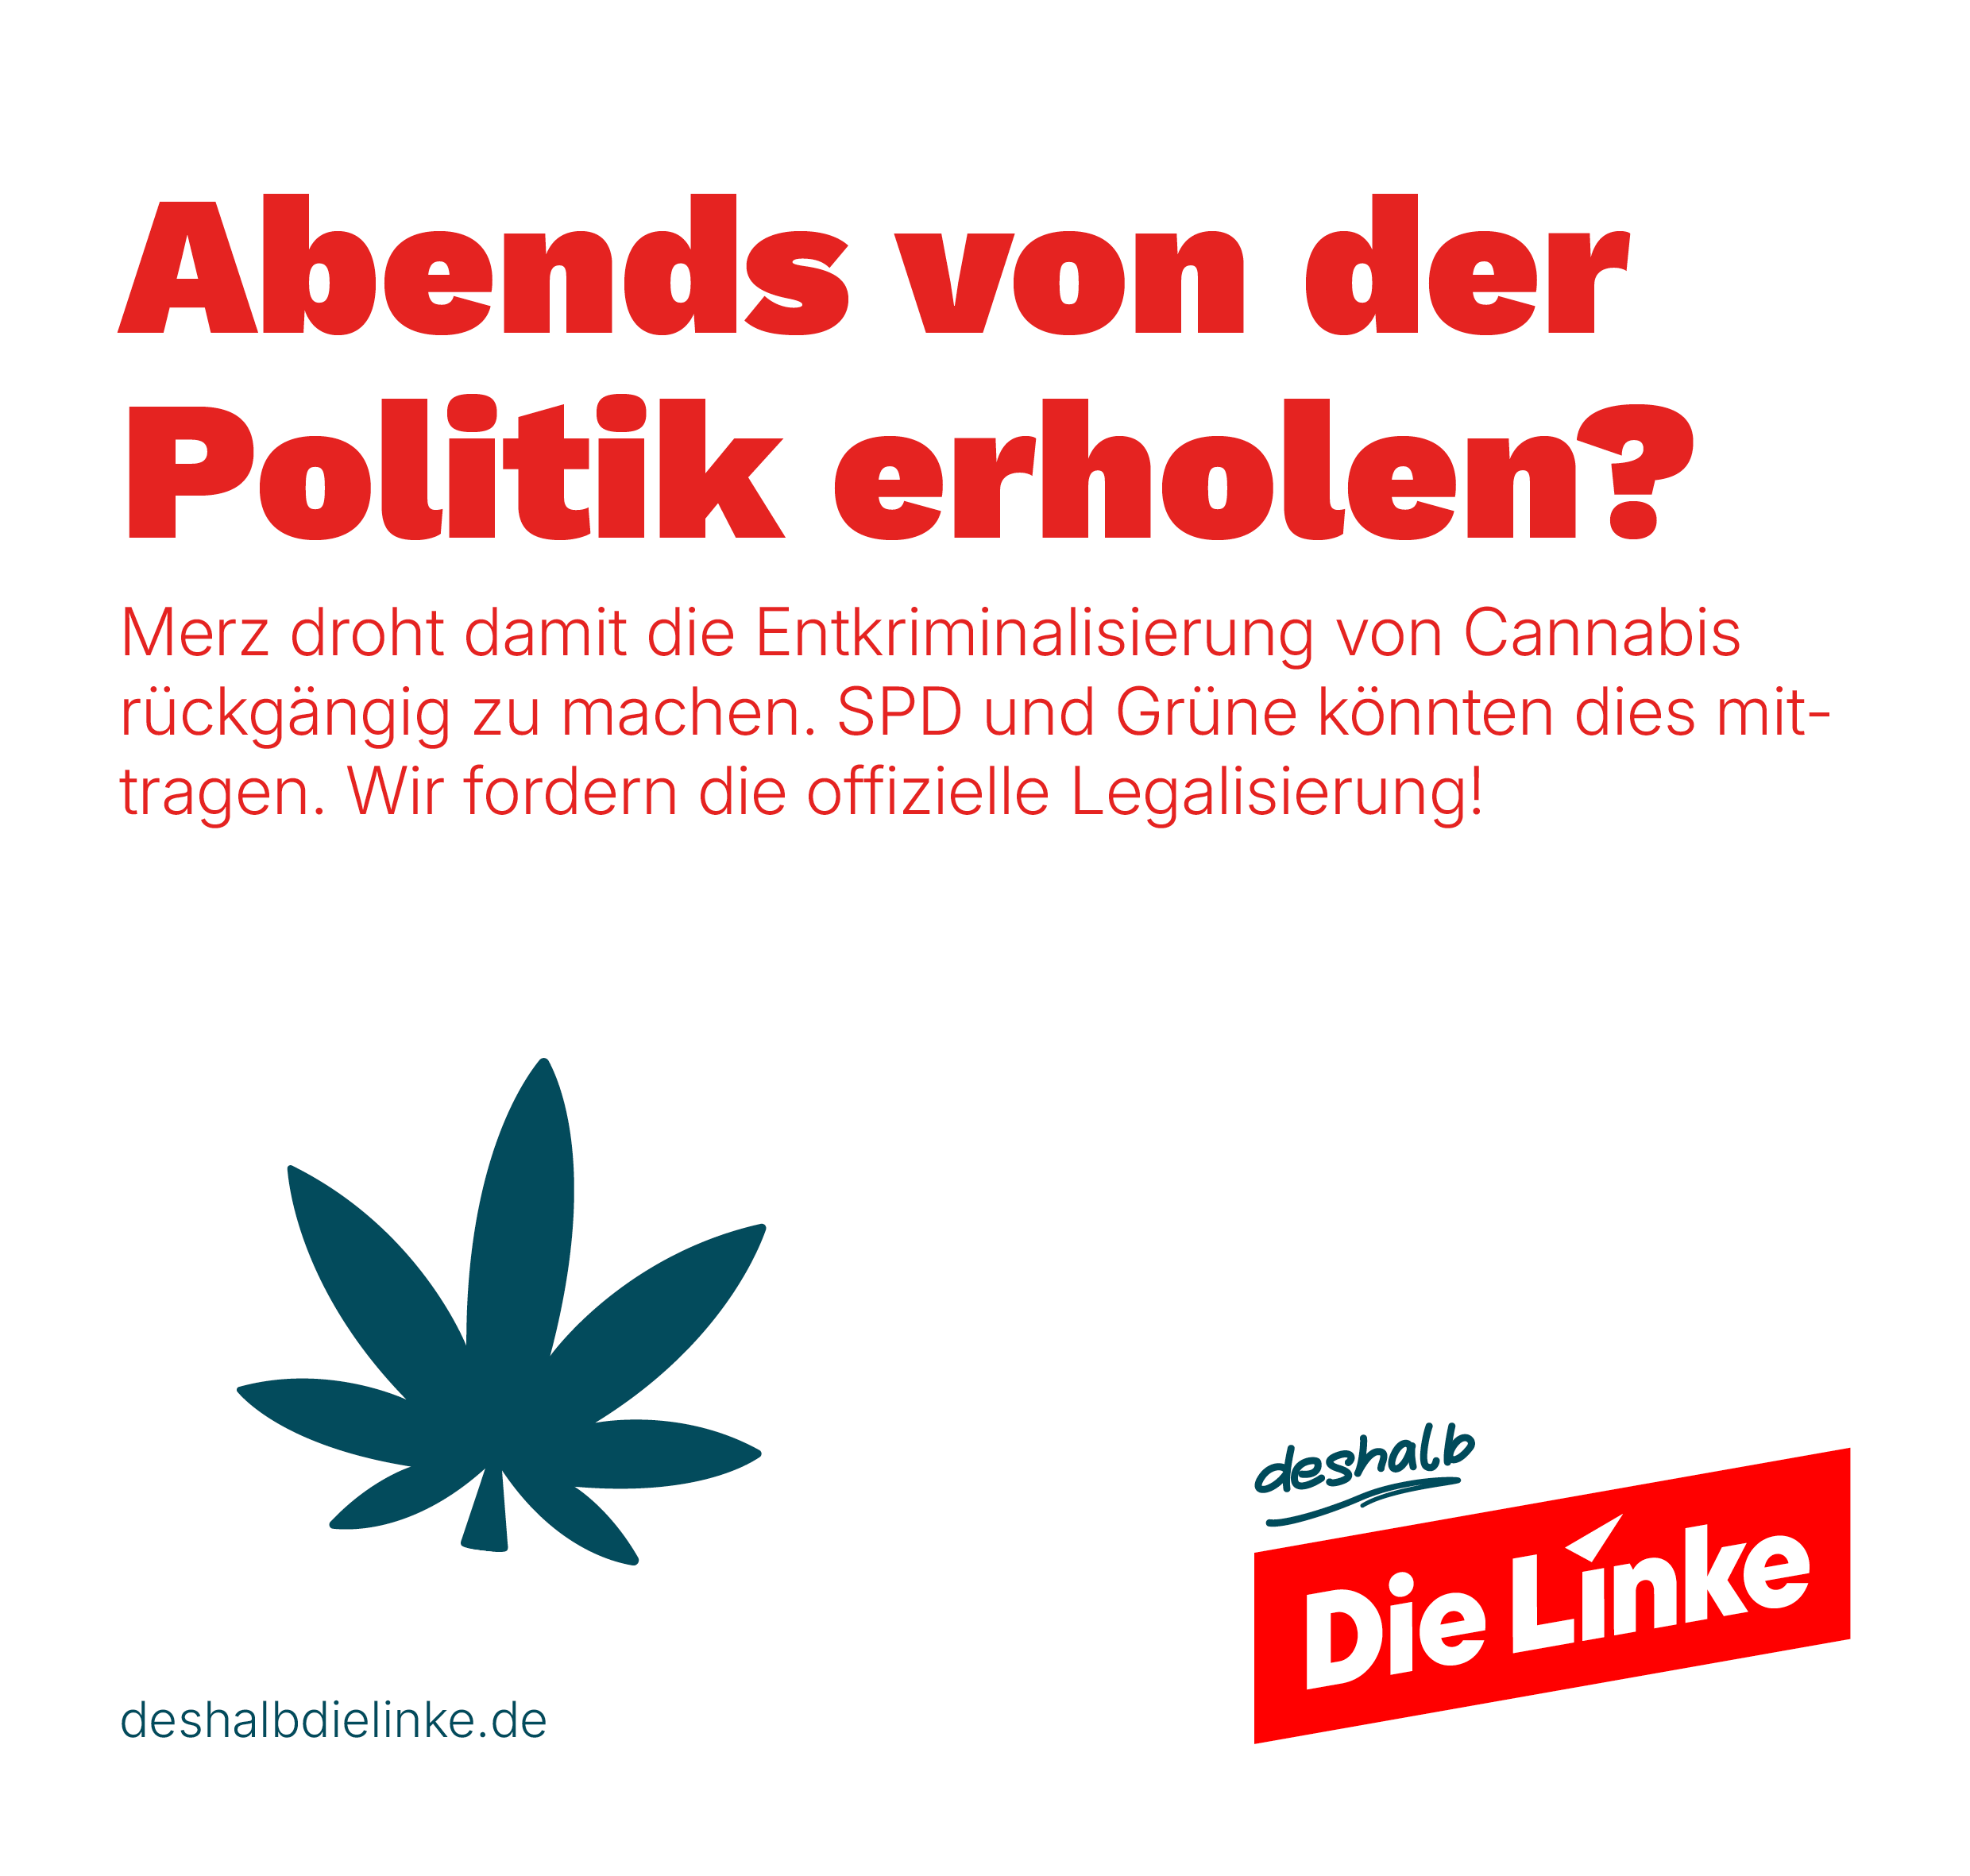 Abends von der
Politik erholen?
Merz droht damit die Entkriminalisierung von Cannabis
rückgängig zu machen. SPD und Grüne könnten dies mit-
tragen. Wir fordern die offizielle Legalisierung!
deshalb
Die Linke
deshalbdielinke.de